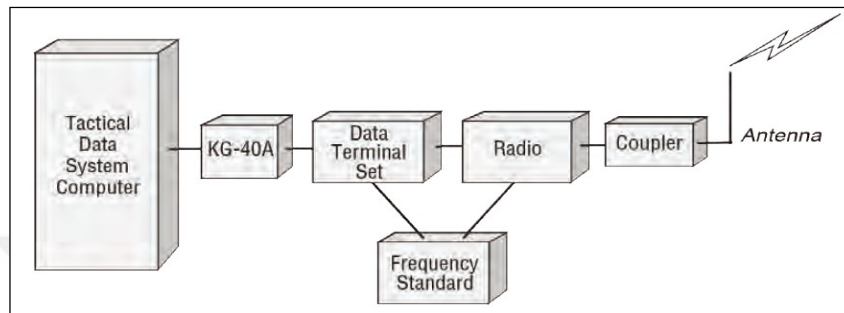 Tactical
Data
System
Computer
KG-40A
Data
Terminal
Set
Radio
Coupler
Antenna
Frequency
Standard